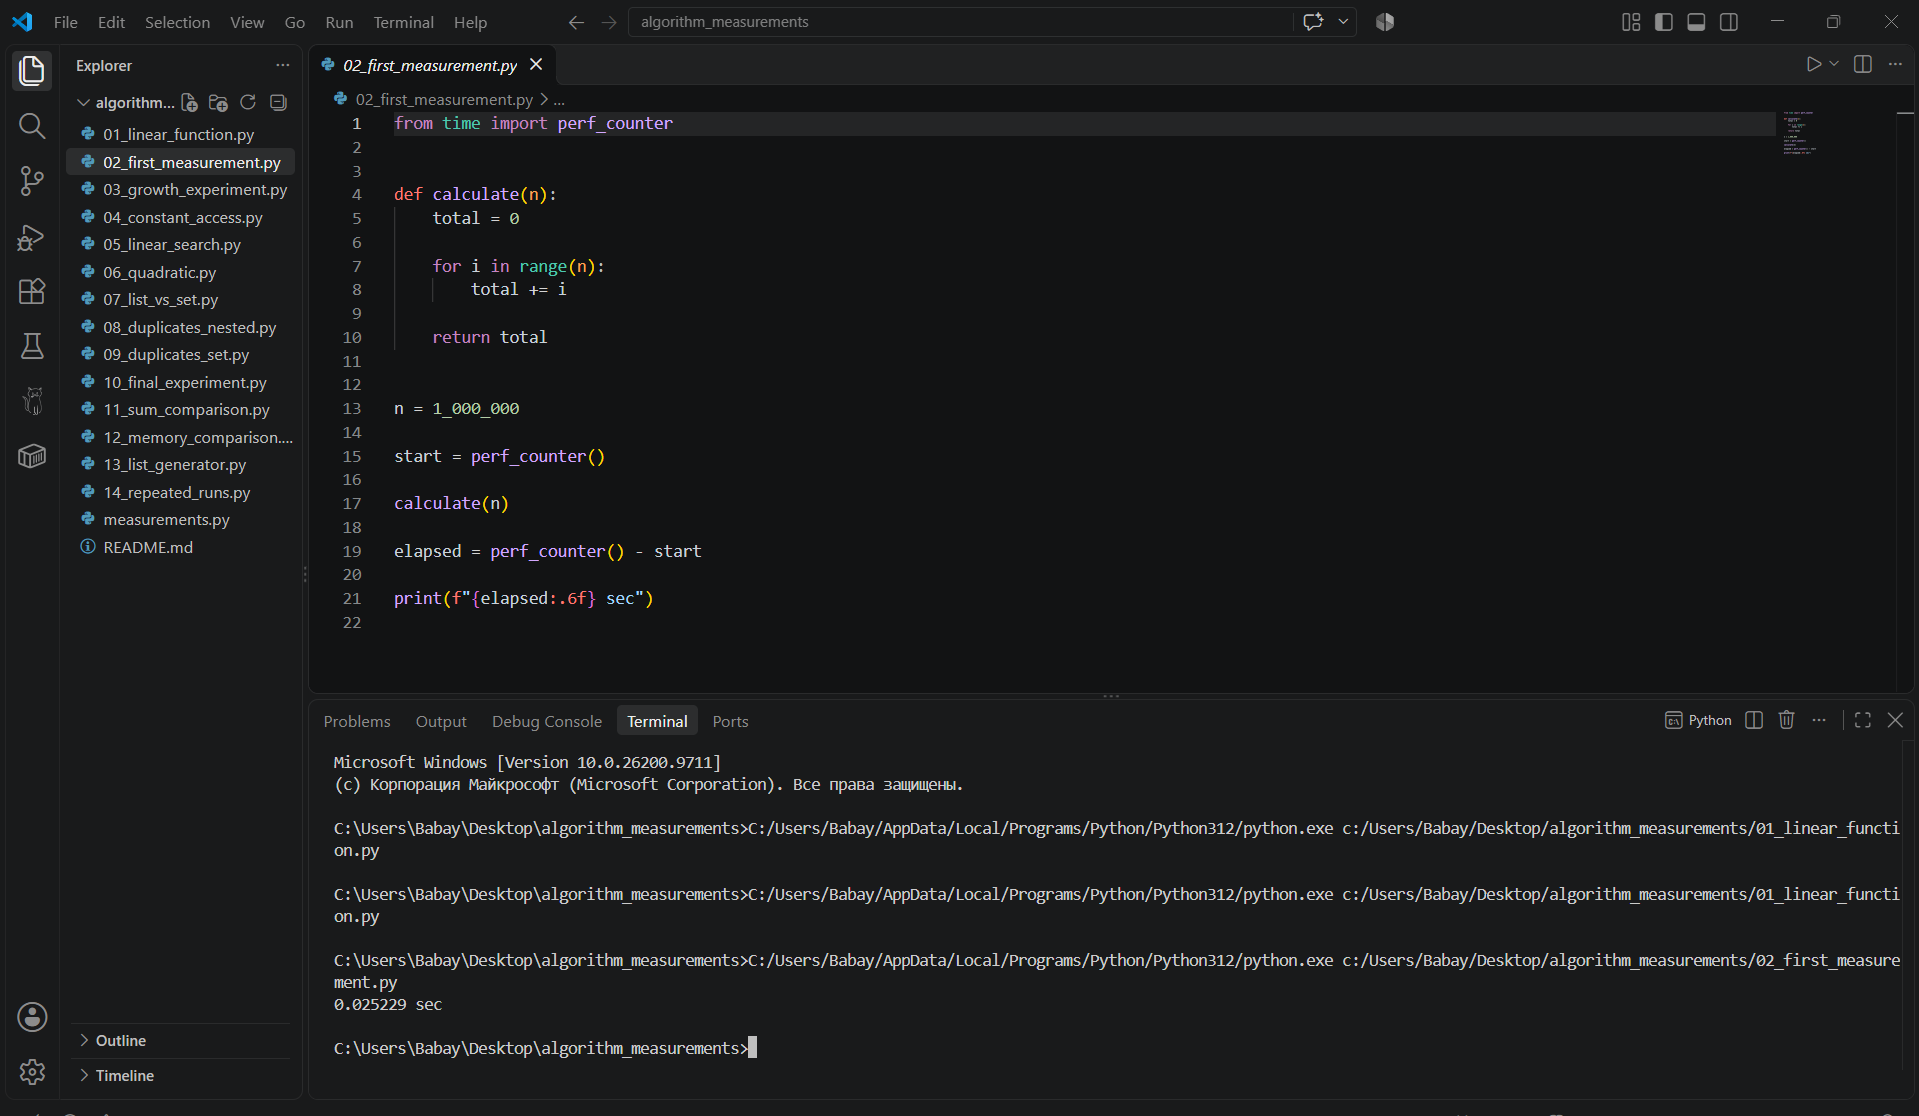 File Edit Selection View Go Run Terminal Help
algorithm_measurements
Explorer
algorithm...
01_linear_function.py
02_first_measurement.py
03_growth_experiment.py
04_constant_access.py
05_linear_search.py
06_quadratic.py
07_list_vs_set.py
08_duplicates_nested.py
09_duplicates_set.py
10_final_experiment.py
11_sum_comparison.py
12_memory_comparison....
13_list_generator.py
14_repeated_runs.py
measurements.py
README.md
Outline
Timeline
02_first_measurement.py
02_first_measurement.py > ...
1 from time import perf_counter
2
3
4 def calculate(n):
5     total = 0
6
7     for i in range(n):
8         total += i
9
10     return total
11
12
13 n = 1_000_000
14
15 start = perf_counter()
16
17 calculate(n)
18
19 elapsed = perf_counter() - start
20
21 print(f"{elapsed:.6f} sec")
22
Problems Output Debug Console Terminal Ports
Python
Microsoft Windows [Version 10.0.26200.9711]
(c) Корпорация Майкрософт (Microsoft Corporation). Все права защищены.
C:\Users\Babay\Desktop\algorithm_measurements>C:/Users/Babay/AppData/Local/Programs/Python/Python312/python.exe c:/Users/Babay/Desktop/algorithm_measurements/01_linear_functi
on.py
C:\Users\Babay\Desktop\algorithm_measurements>C:/Users/Babay/AppData/Local/Programs/Python/Python312/python.exe c:/Users/Babay/Desktop/algorithm_measurements/01_linear_functi
on.py
C:\Users\Babay\Desktop\algorithm_measurements>C:/Users/Babay/AppData/Local/Programs/Python/Python312/python.exe c:/Users/Babay/Desktop/algorithm_measurements/02_first_measure
ment.py
0.025229 sec
C:\Users\Babay\Desktop\algorithm_measurements>